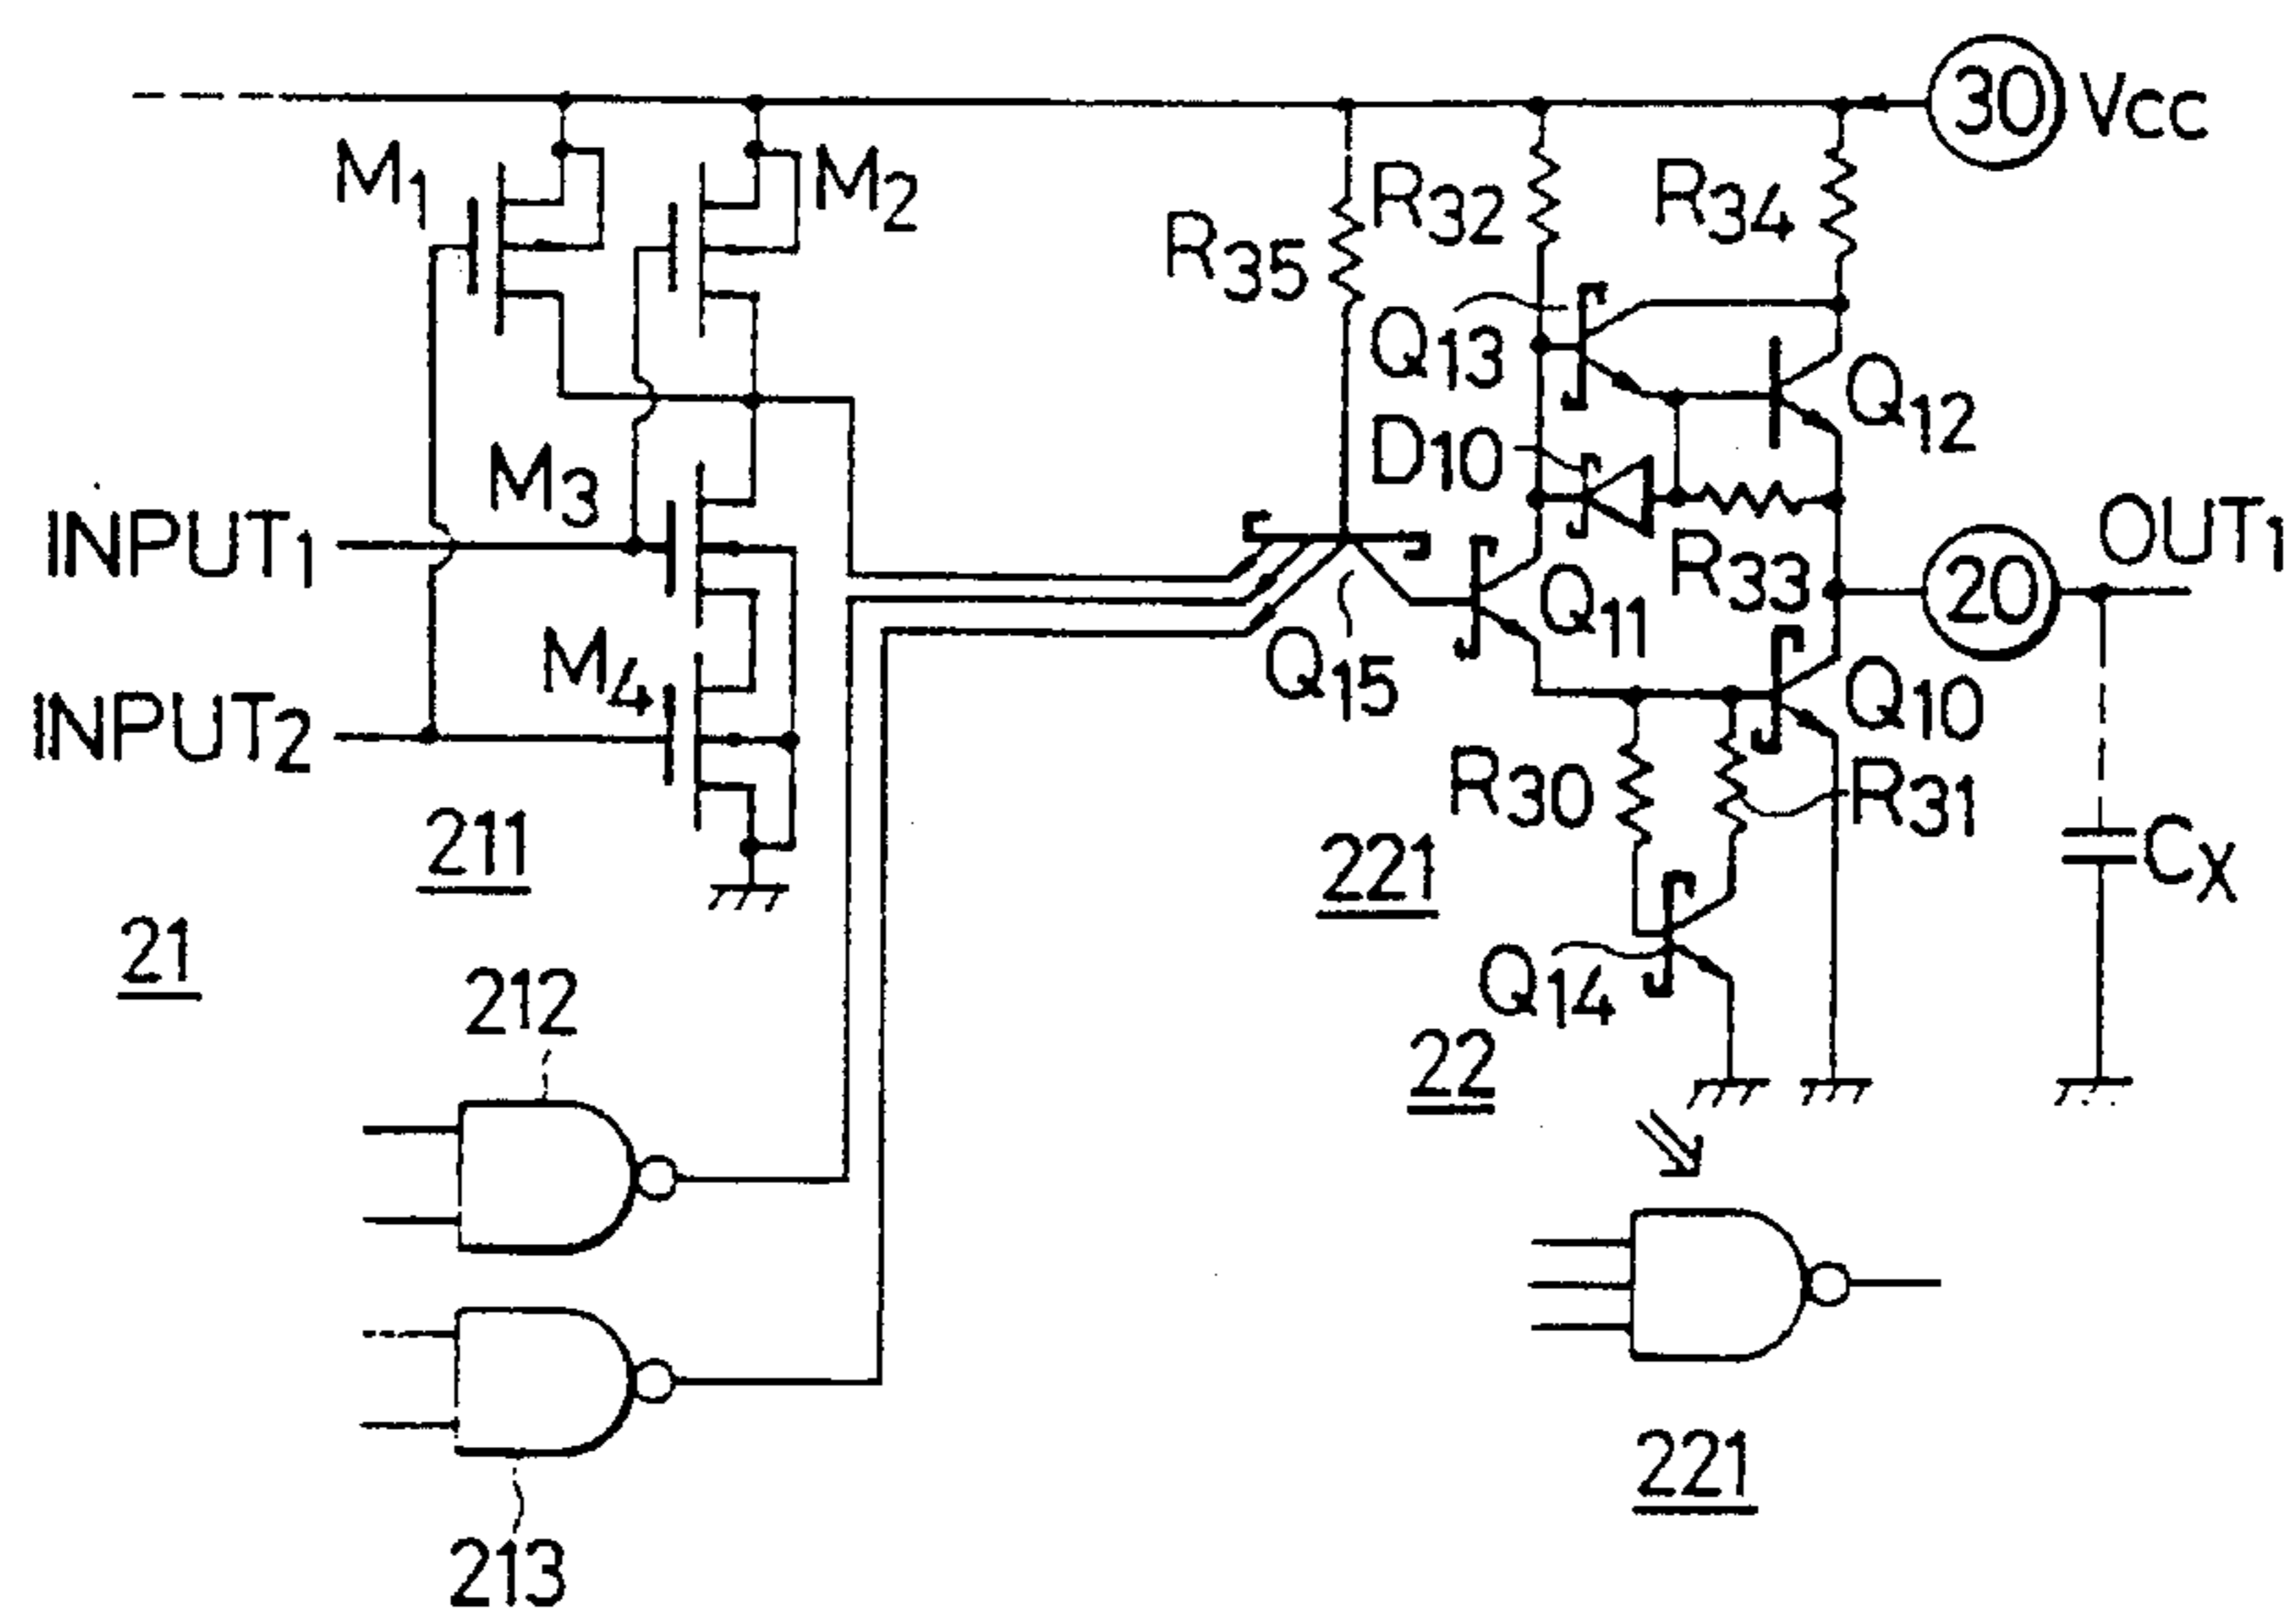 30 VCC
M1
M2
R35
R32
R34
Q13
Q12
D10
M3
INPUT1
R33
20
OUT1
Q11
M4
Q15
Q10
INPUT2
R30
R31
211
221
CX
21
Q14
212
22
221
213